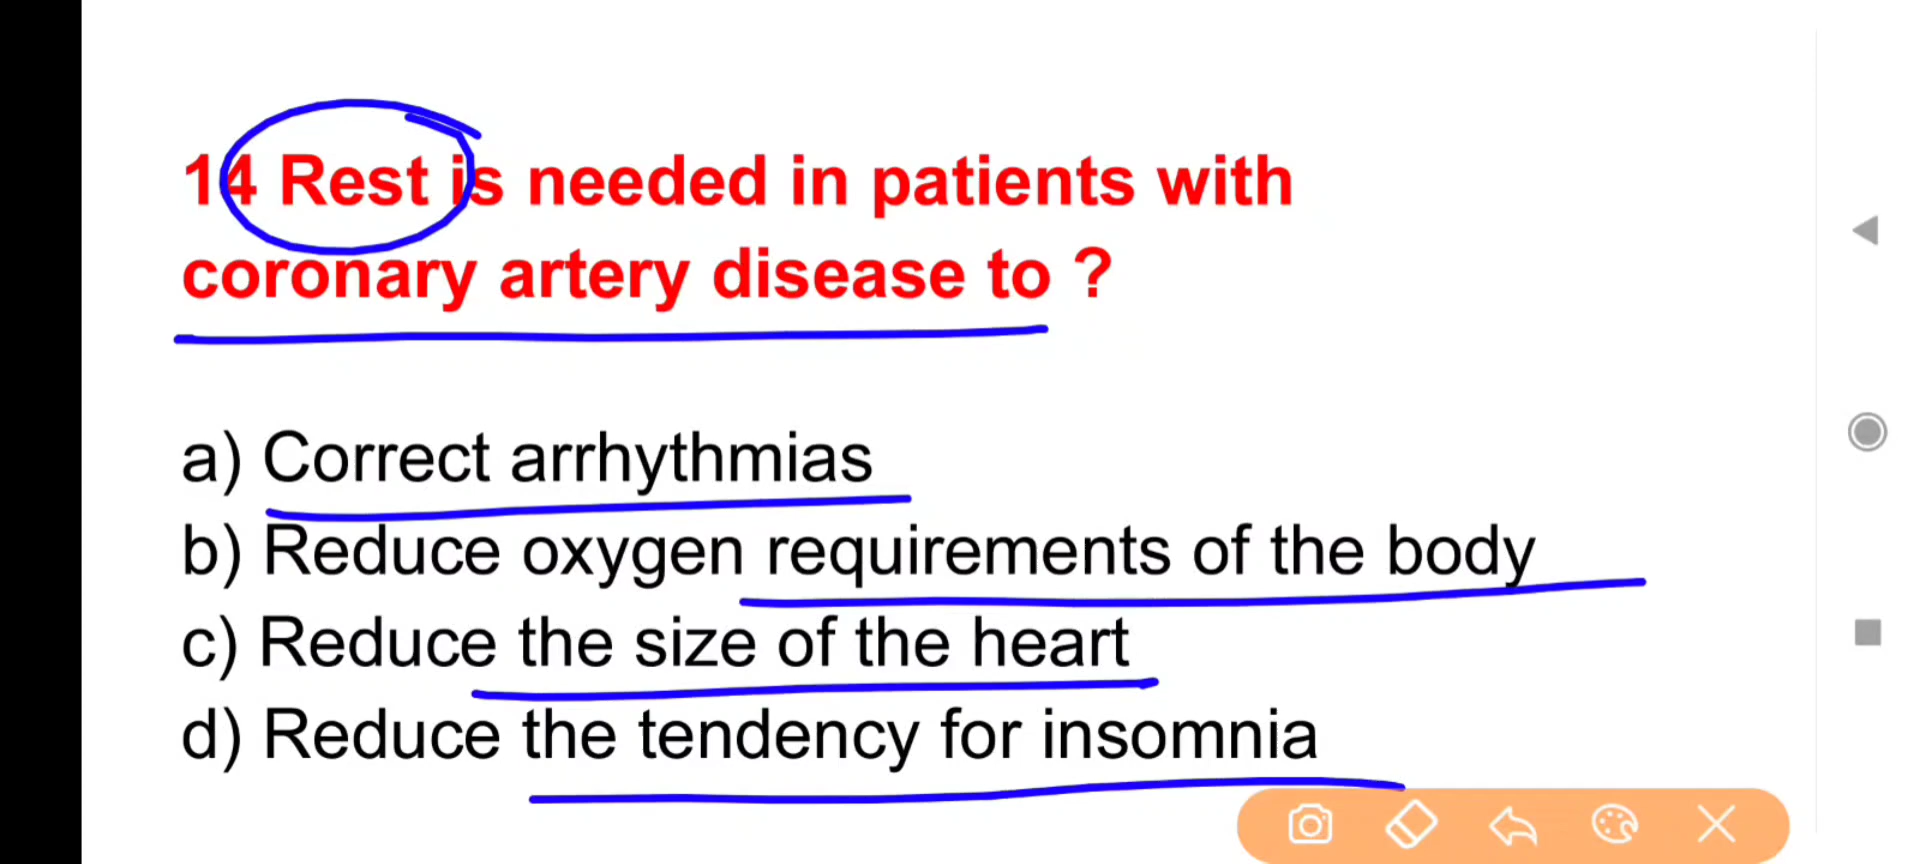 14 Rest is needed in patients with
coronary artery disease to ?
a) Correct arrhythmias
b) Reduce oxygen requirements of the body
c) Reduce the size of the heart
d) Reduce the tendency for insomnia